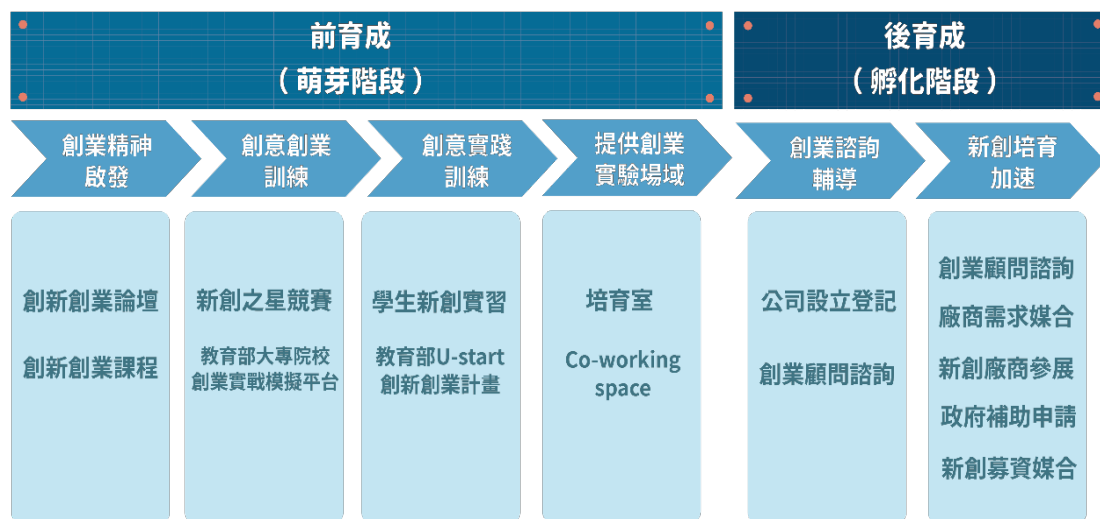 前育成
（萌芽階段）
後育成
（孵化階段）
創業精神
啟發
創意創業
訓練
創意實踐
訓練
提供創業
實驗場域
創業諮詢
輔導
新創培育
加速
創新創業論壇
創新創業課程
新創之星競賽
教育部大專院校
創業實戰模擬平台
學生新創實習
教育部U-start
創新創業計畫
培育室
Co-working
space
公司設立登記
創業顧問諮詢
創業顧問諮詢
廠商需求媒合
新創廠商參展
政府補助申請
新創募資媒合